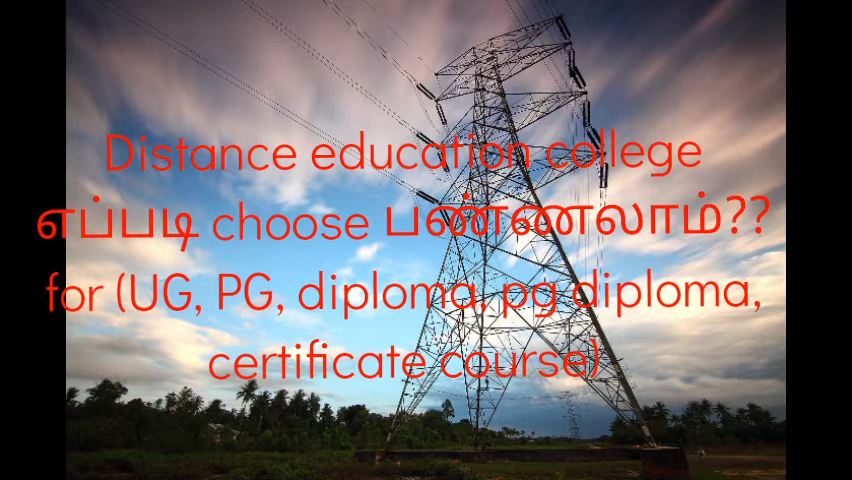 Distance education college
எப்படி choose பண்ணலாம்??
for (UG, PG, diploma, pg diploma,
certificate course)